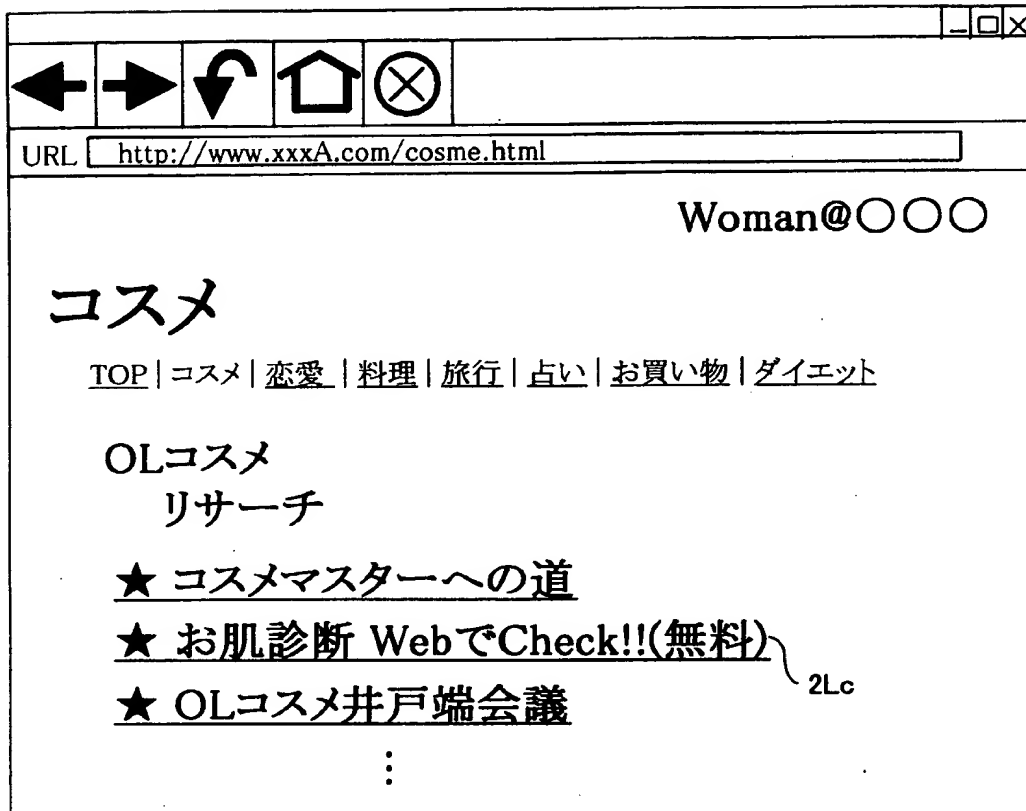 URL http://www.xxxA.com/cosme.html
Woman@○○○
コスメ
TOP|コスメ|恋愛|料理|旅行|占い|お買い物|ダイエット
OLコスメ
リサーチ
★ コスメマスターへの道
★ お肌診断 WebでCheck!!(無料)
2Lc
★ OLコスメ井戸端会議
⋮